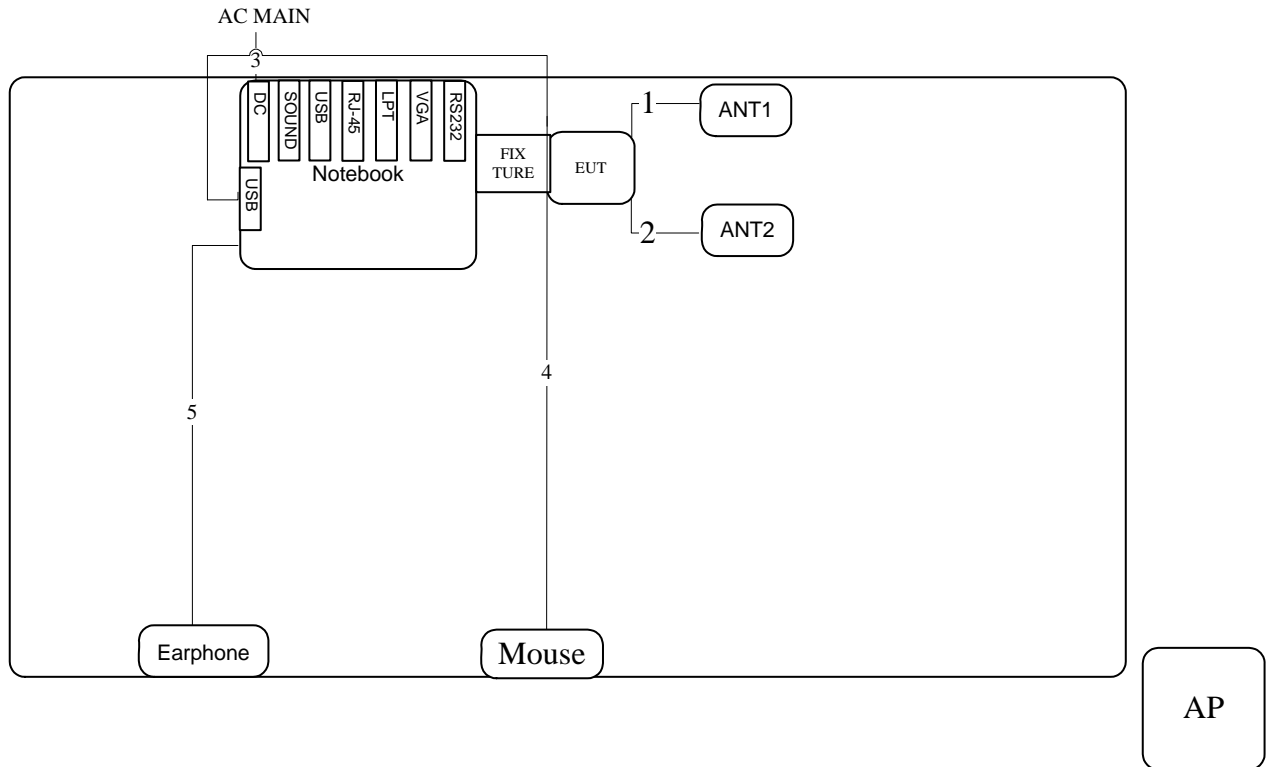 AC MAIN
3
DC
SOUND
USB
RJ-45
LPT
VGA
RS232
1
ANT1
FIX
TURE
EUT
Notebook
USB
2
ANT2
4
5
Earphone
Mouse
AP